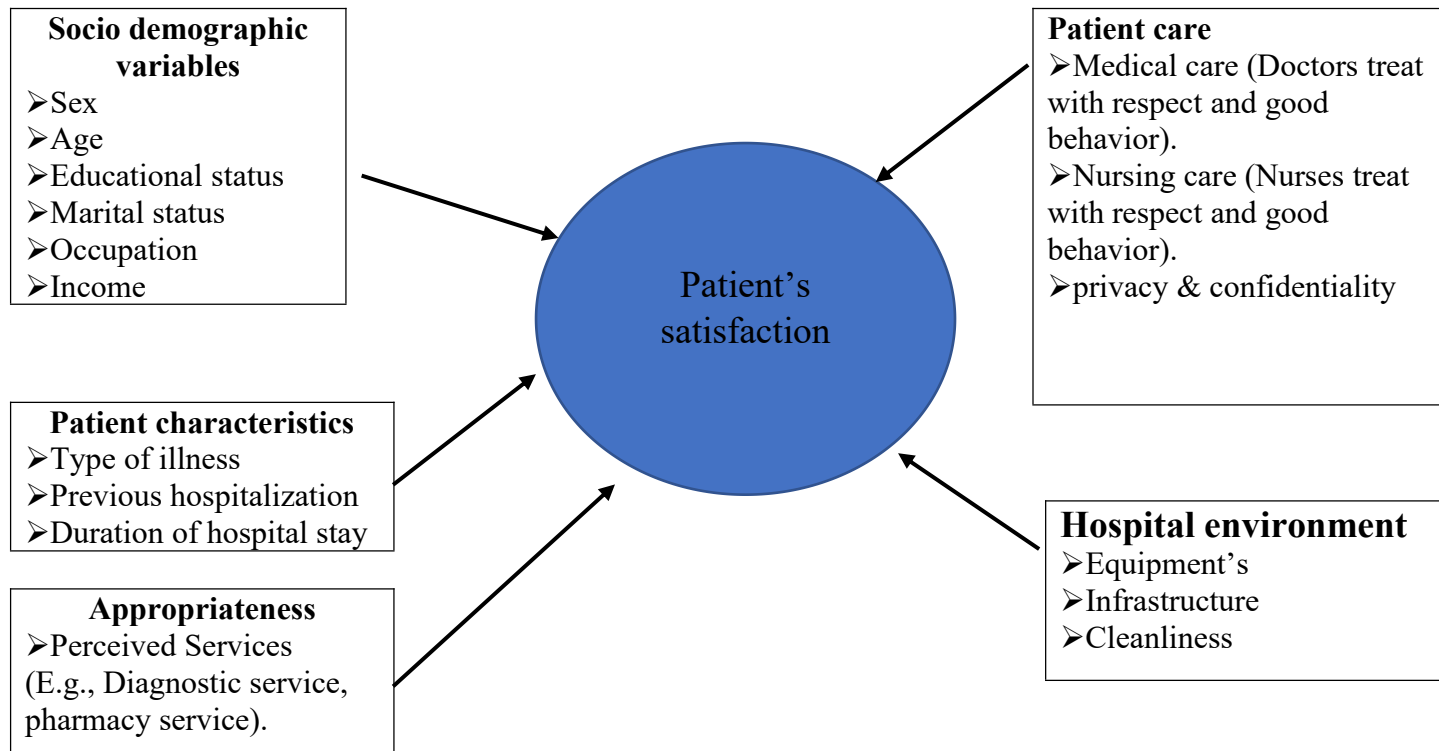 Socio demographic
variables
➢Sex
➢Age
➢Educational status
➢Marital status
➢Occupation
➢Income
Patient characteristics
➢Type of illness
➢Previous hospitalization
➢Duration of hospital stay
Appropriateness
➢Perceived Services
(E.g., Diagnostic service,
pharmacy service).
Patient’s
satisfaction
Patient care
➢Medical care (Doctors treat
with respect and good
behavior).
➢Nursing care (Nurses treat
with respect and good
behavior).
➢privacy & confidentiality
Hospital environment
➢Equipment’s
➢Infrastructure
➢Cleanliness